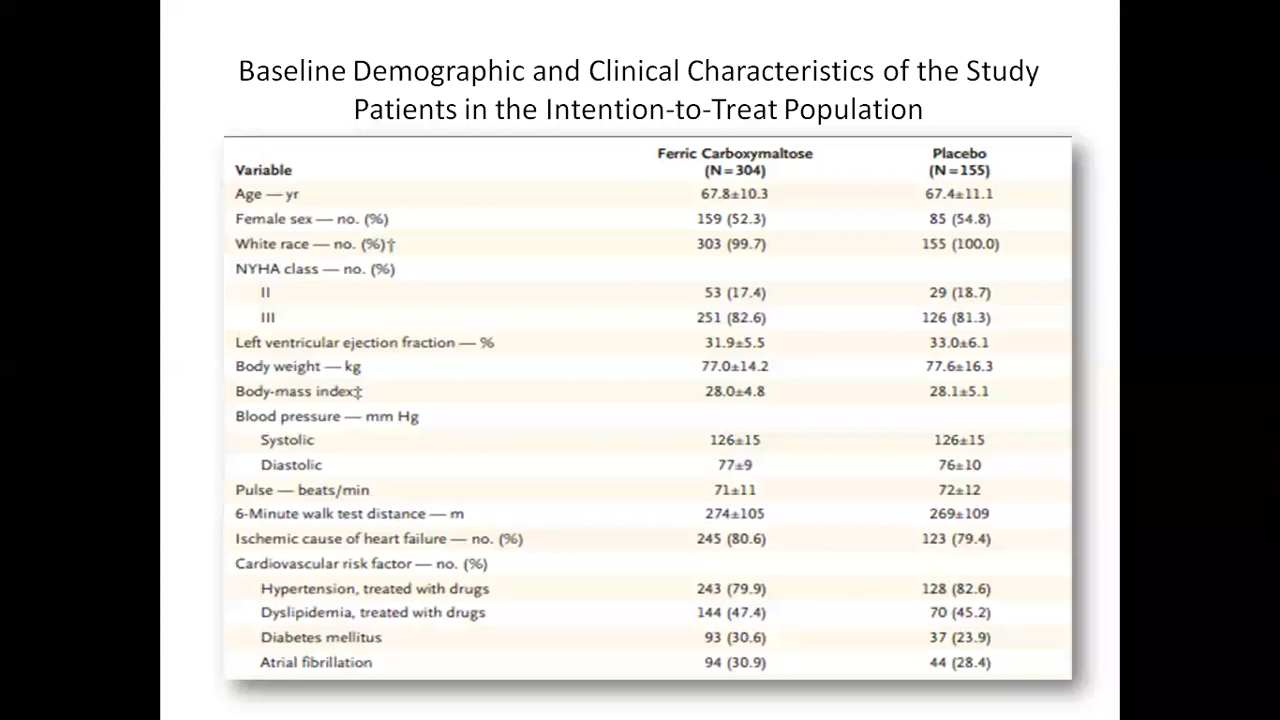 Baseline Demographic and Clinical Characteristics of the Study
Patients in the Intention-to-Treat Population
Variable Ferric Carboxymaltose (N=304) Placebo (N=155)
Age — yr 67.8±10.3 67.4±11.1
Female sex — no. (%) 159 (52.3) 85 (54.8)
White race — no. (%)† 303 (99.7) 155 (100.0)
NYHA class — no. (%)
II 53 (17.4) 29 (18.7)
III 251 (82.6) 126 (81.3)
Left ventricular ejection fraction — % 31.9±5.5 33.0±6.1
Body weight — kg 77.0±14.2 77.6±16.3
Body-mass index‡ 28.0±4.8 28.1±5.1
Blood pressure — mm Hg
Systolic 126±15 126±15
Diastolic 77±9 76±10
Pulse — beats/min 71±11 72±12
6-Minute walk test distance — m 274±105 269±109
Ischemic cause of heart failure — no. (%) 245 (80.6) 123 (79.4)
Cardiovascular risk factor — no. (%)
Hypertension, treated with drugs 243 (79.9) 128 (82.6)
Dyslipidemia, treated with drugs 144 (47.4) 70 (45.2)
Diabetes mellitus 93 (30.6) 37 (23.9)
Atrial fibrillation 94 (30.9) 44 (28.4)